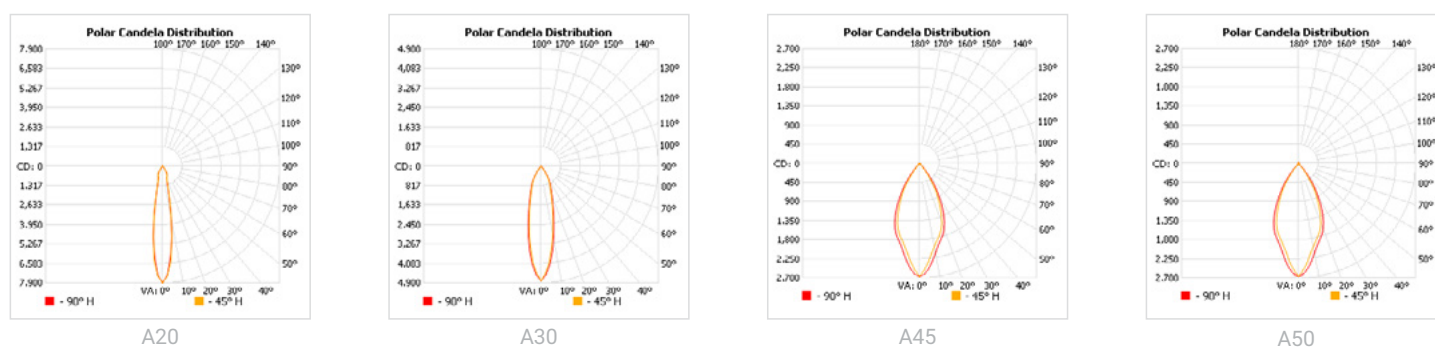 Polar Candela Distribution
7.900 100° 170° 160° 150° 140°
6,583 130°
5.267 120°
3,950 110°
2.633 100°
1,317
CD: 0 90°
1.317 80°
2,633 70°
3.950 60°
5,267
6,583 50°
7.900 VA: 0° 10° 20° 30° 40°
- 90° H - 45° H
A20
Polar Candela Distribution
4.900 100° 170° 160° 150° 140°
4,083 130°
3.267 120°
2,450 110°
1.633 100°
817
CD: 0 90°
817 80°
1,633 70°
2.450 60°
3.267
4,083 50°
4.900 VA: 0° 10° 20° 30° 40°
- 90° H - 45° H
A30
Polar Candela Distribution
2.700 180° 170° 160° 150° 140°
2,250 130°
1.800 120°
1,350 110°
900 100°
450
CD: 0 90°
450 80°
900 70°
1.350 60°
1,800
2.250 50°
2.700 VA: 0° 10° 20° 30° 40°
- 90° H - 45° H
A45
Polar Candela Distribution
2.700 180° 170° 160° 150° 140°
2,250 130°
1.800 120°
1,350 110°
900 100°
450
CD: 0 90°
450 80°
900 70°
1.350 60°
1,800
2.250 50°
2.700 VA: 0° 10° 20° 30° 40°
- 90° H - 45° H
A50